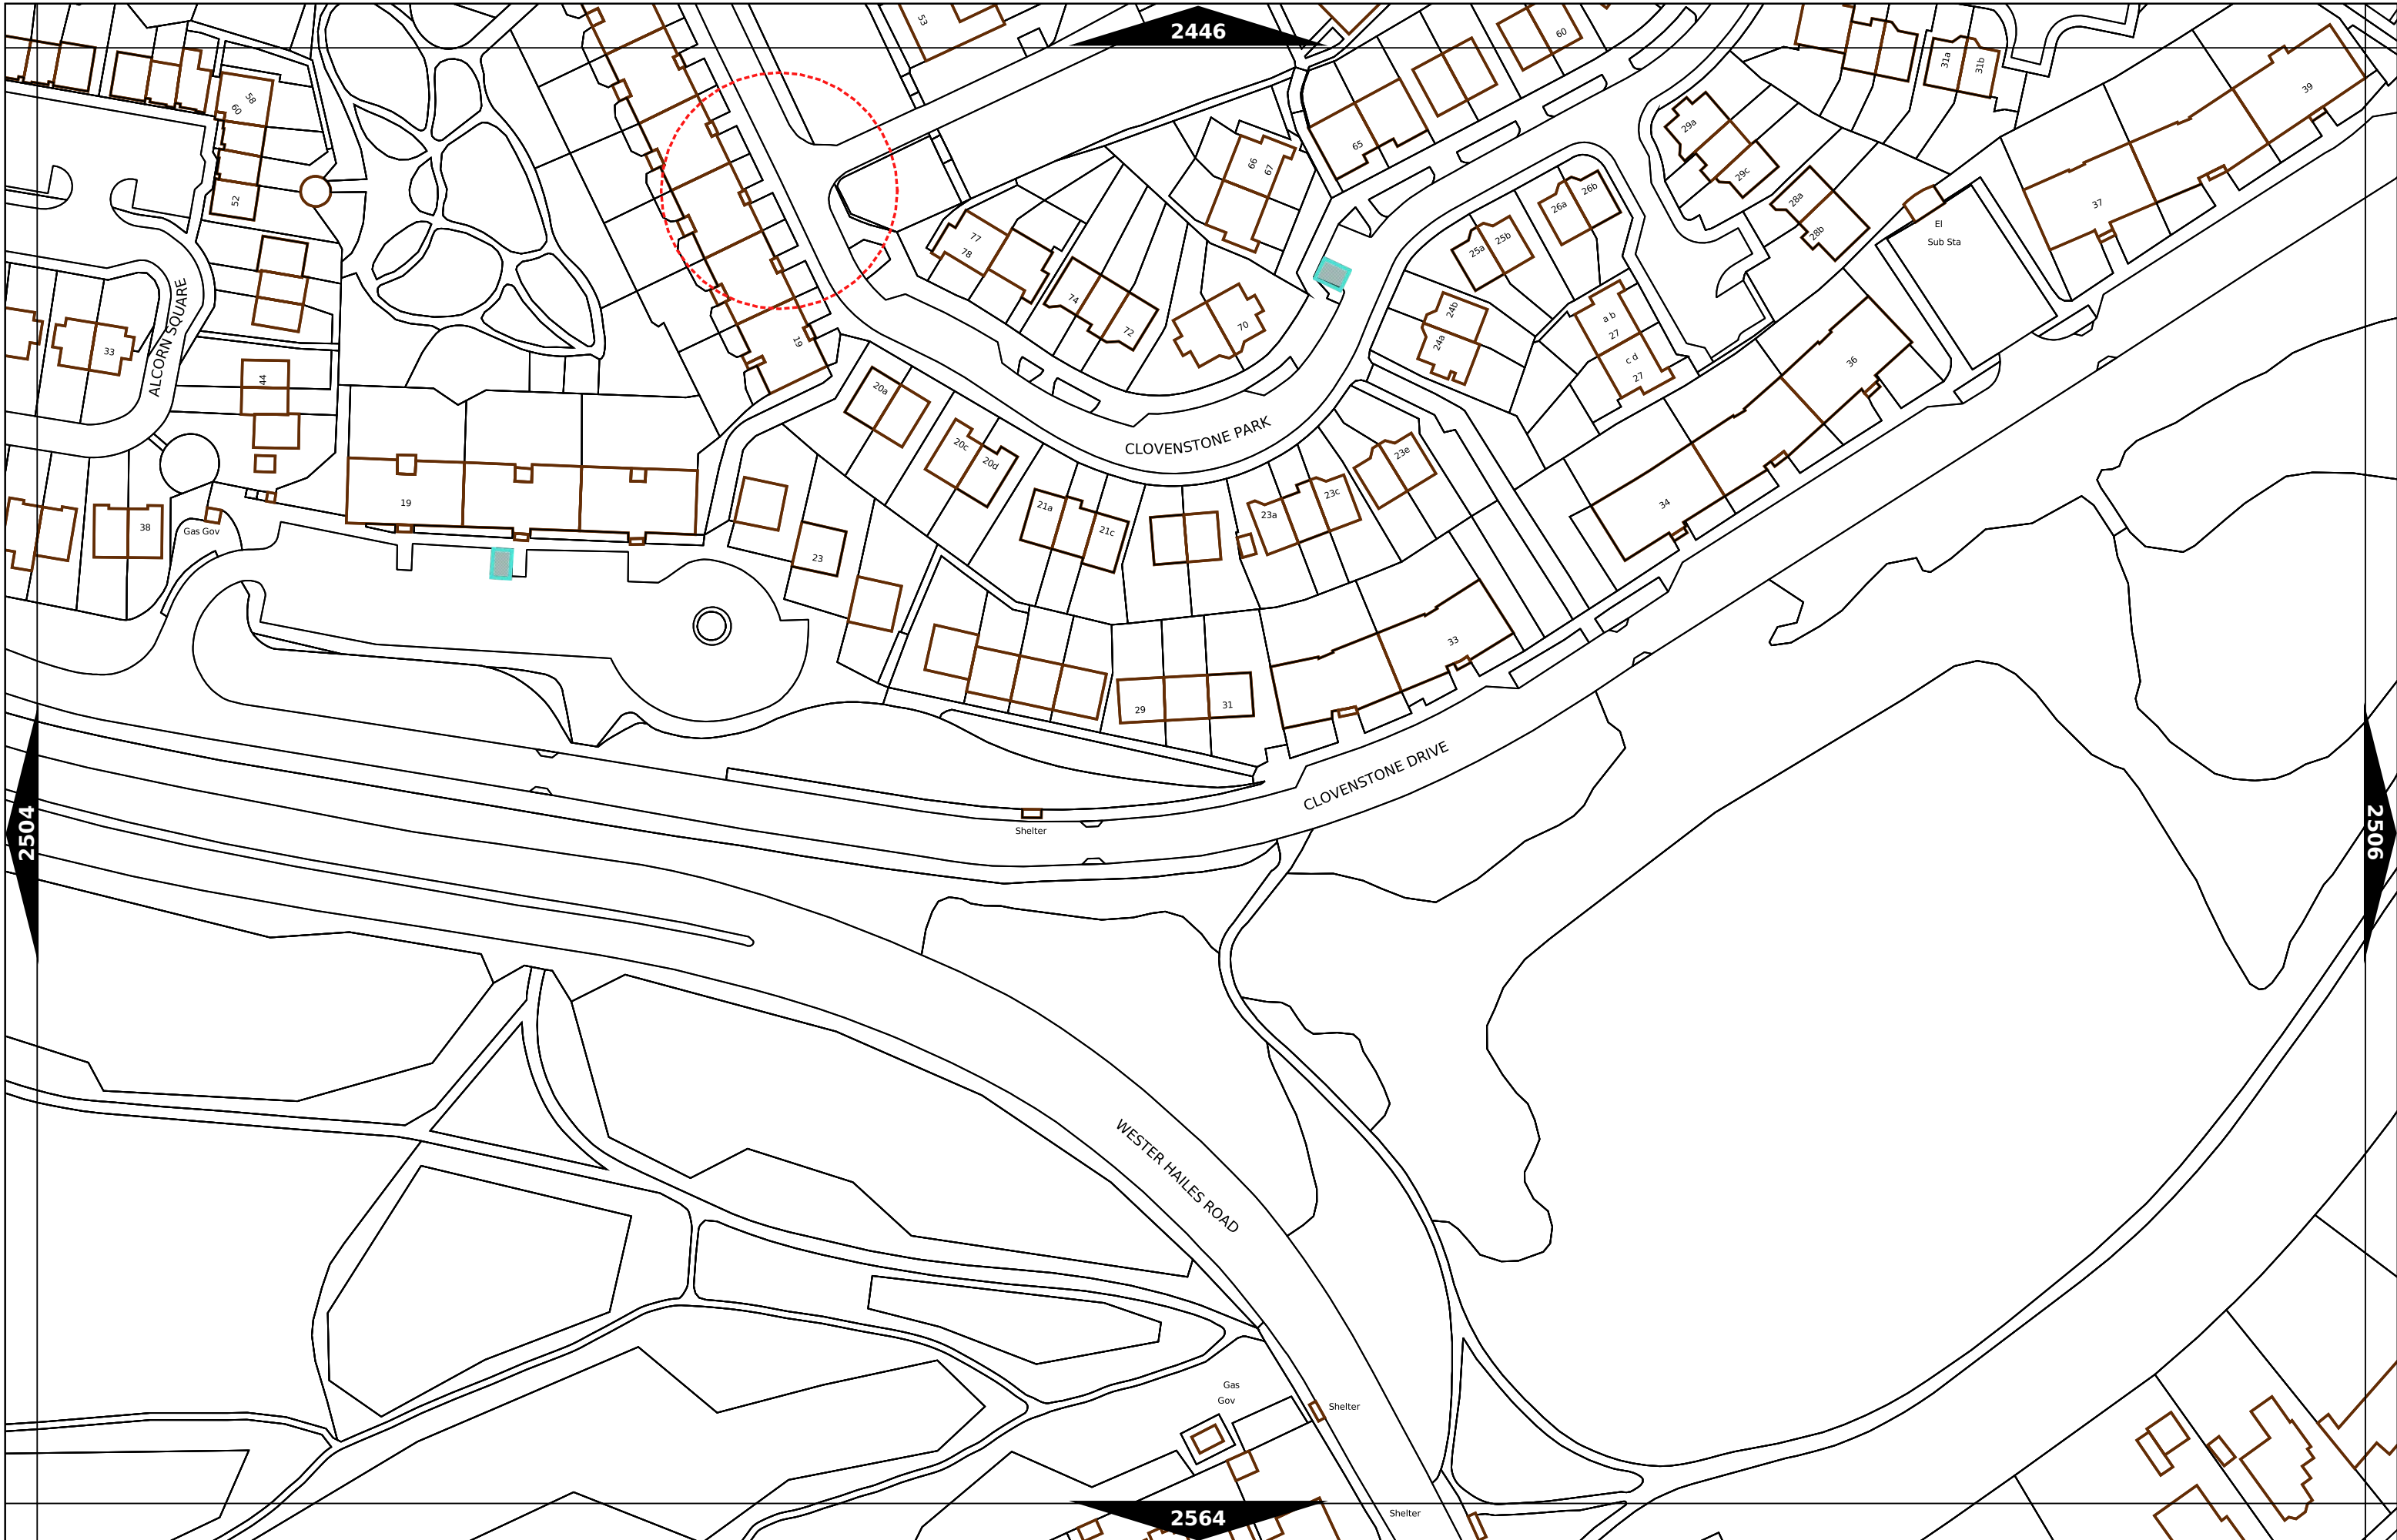 2446
53
60
31a
31b
39
58
60
65
66
67
29a
29c
52
26b
26a
28a
28b
37
El
Sub Sta
77
78
25b
25a
74
72
70
24b
24a
a b
27
c d
27
36
ALCORN SQUARE
33
44
19
20a
20c
20d
CLOVENSTONE PARK
23e
23c
23a
34
19
38
Gas Gov
21a
21c
23
33
29
31
CLOVENSTONE DRIVE
Shelter
2504
2506
WESTER HAILES ROAD
Gas
Gov
Shelter
Shelter
2564